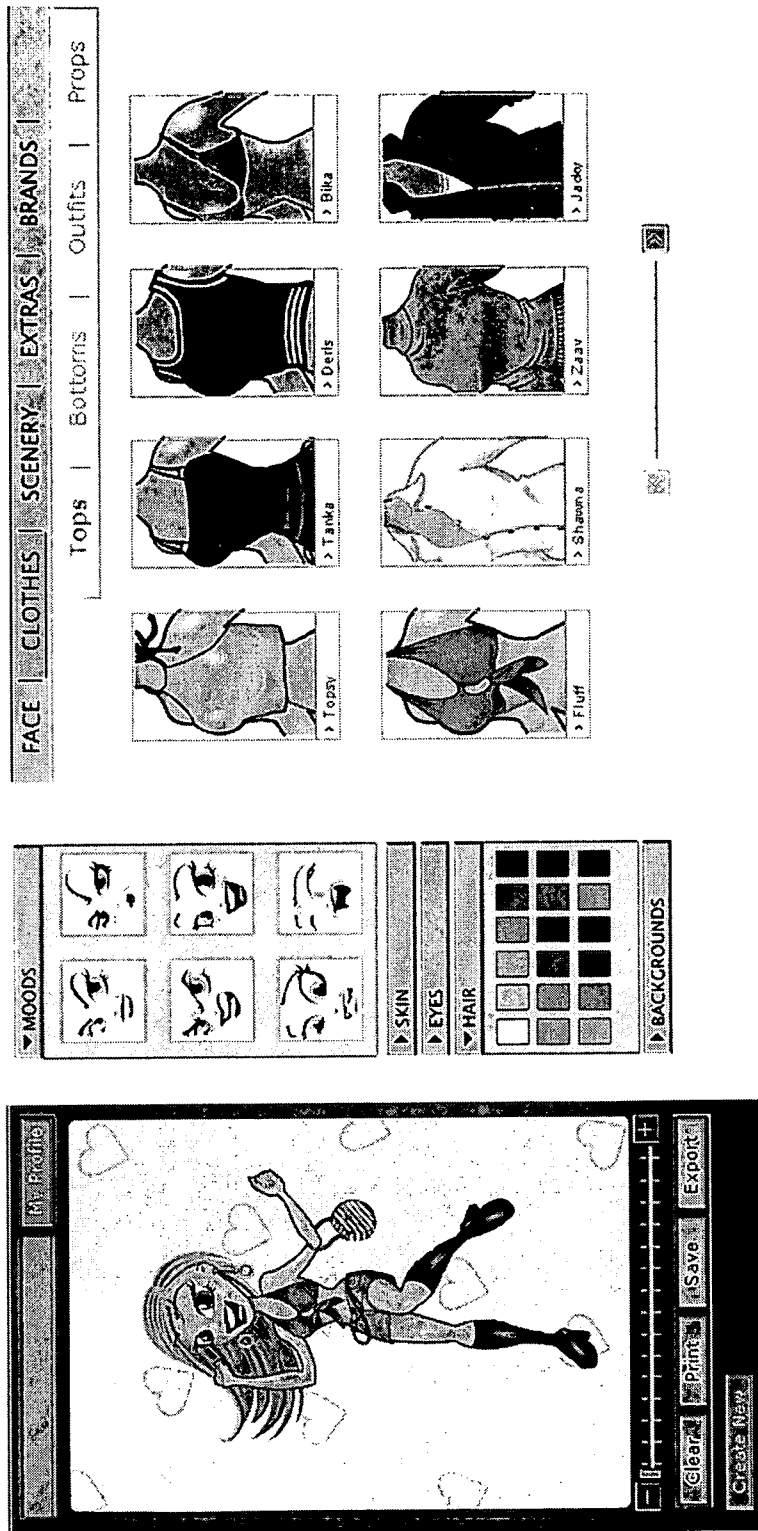 My Profile
Clear
Print
Save
Export
Create New
MOODS
SKIN
EYES
HAIR
BACKGROUNDS
FACE | CLOTHES | SCENERY | EXTRAS | BRANDS |
Tops | Bottoms | Outfits | Props
> Topsy
> Tanka
> Derls
> Bika
> Fluff
> Shawna
> Zaav
> Jacky